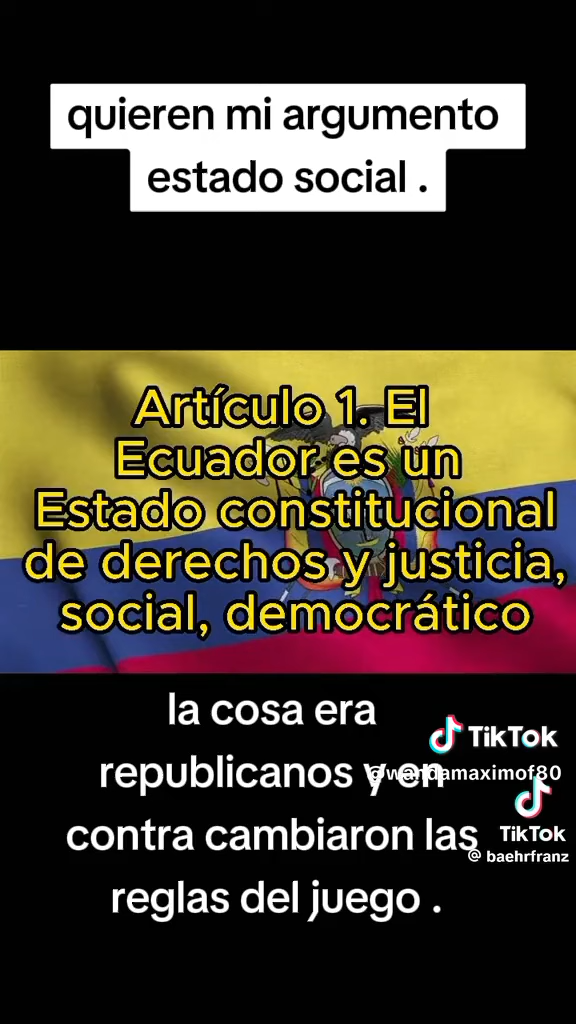 quieren mi argumento
estado social .
Artículo 1. El
Ecuador es un
Estado constitucional
de derechos y justicia,
social, democrático
la cosa era
republicanos y en
contra cambiaron las
reglas del juego .
TikTok
@wandamaximof80
TikTok
@ baehrfranz